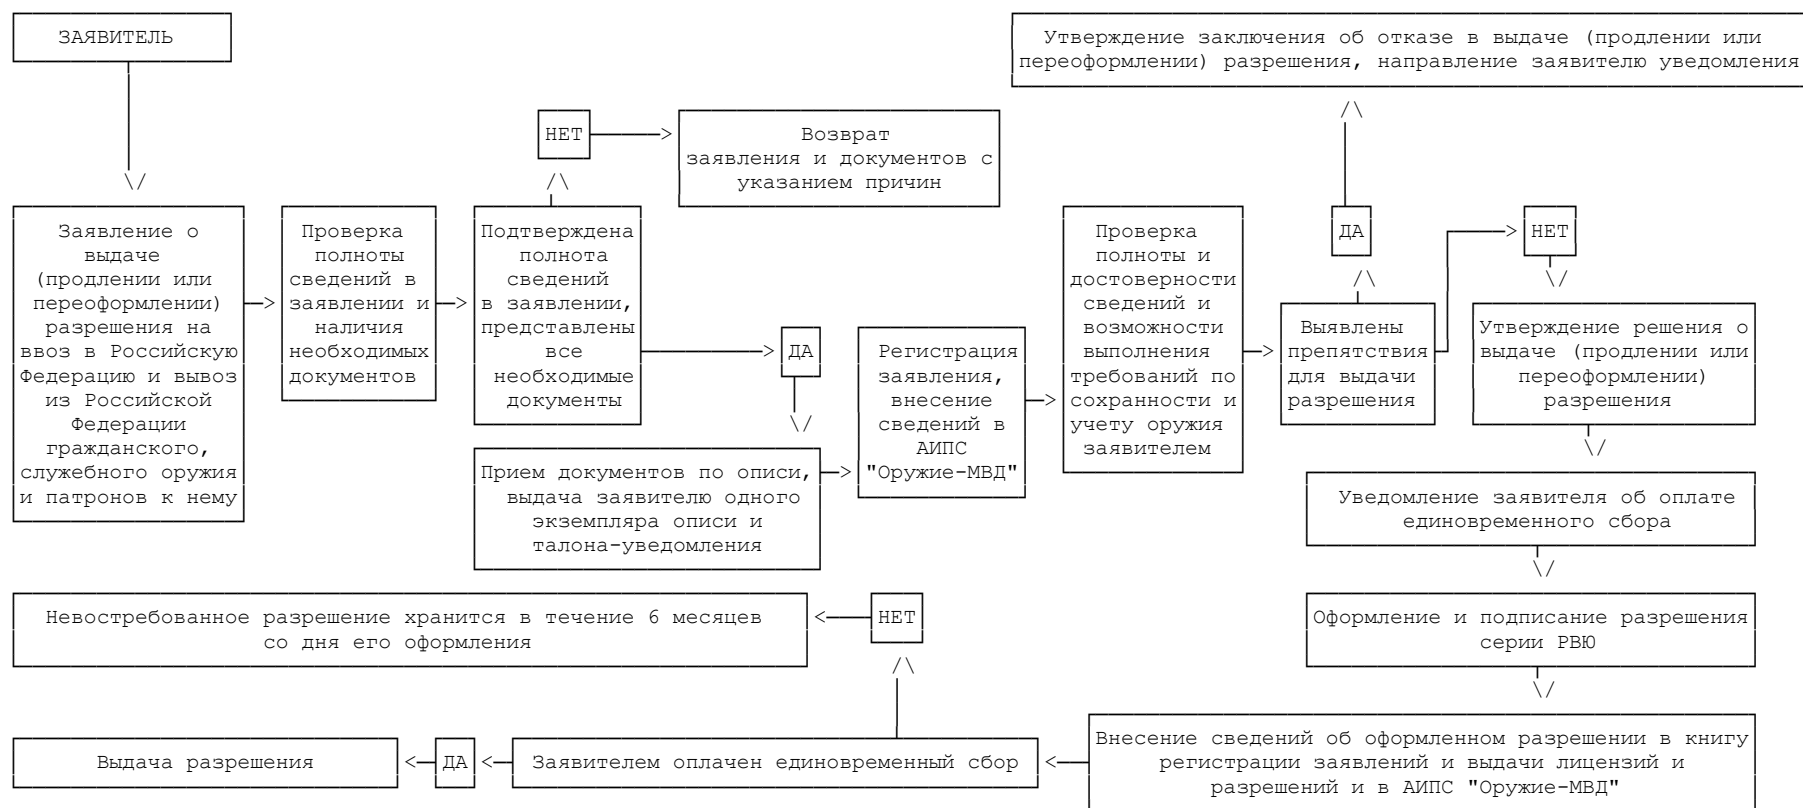 ЗАЯВИТЕЛЬ
Утверждение заключения об отказе в выдаче (продлении или
переоформлении) разрешения, направление заявителю уведомления
НЕТ
Возврат
заявления и документов с
указанием причин
Заявление о
выдаче
(продлении или
переоформлении)
разрешения на
ввоз в Российскую
Федерацию и вывоз
из Российской
Федерации
гражданского,
служебного оружия
и патронов к нему
Проверка
полноты
сведений в
заявлении и
наличия
необходимых
документов
Подтверждена
полнота
сведений
в заявлении,
представлены
все
необходимые
документы
ДА
Прием документов по описи,
выдача заявителю одного
экземпляра описи и
талона-уведомления
Регистрация
заявления,
внесение
сведений в
АИПС
"Оружие-МВД"
Проверка
полноты и
достоверности
сведений и
возможности
выполнения
требований по
сохранности и
учету оружия
заявителем
Выявлены
препятствия
для выдачи
разрешения
ДА
НЕТ
Утверждение решения о
выдаче (продлении или
переоформлении)
разрешения
Уведомление заявителя об оплате
единовременного сбора
Оформление и подписание разрешения
серии РВЮ
Внесение сведений об оформленном разрешении в книгу
регистрации заявлений и выдачи лицензий и
разрешений и в АИПС "Оружие-МВД"
Заявителем оплачен единовременный сбор
НЕТ
Невостребованное разрешение хранится в течение 6 месяцев
со дня его оформления
ДА
Выдача разрешения